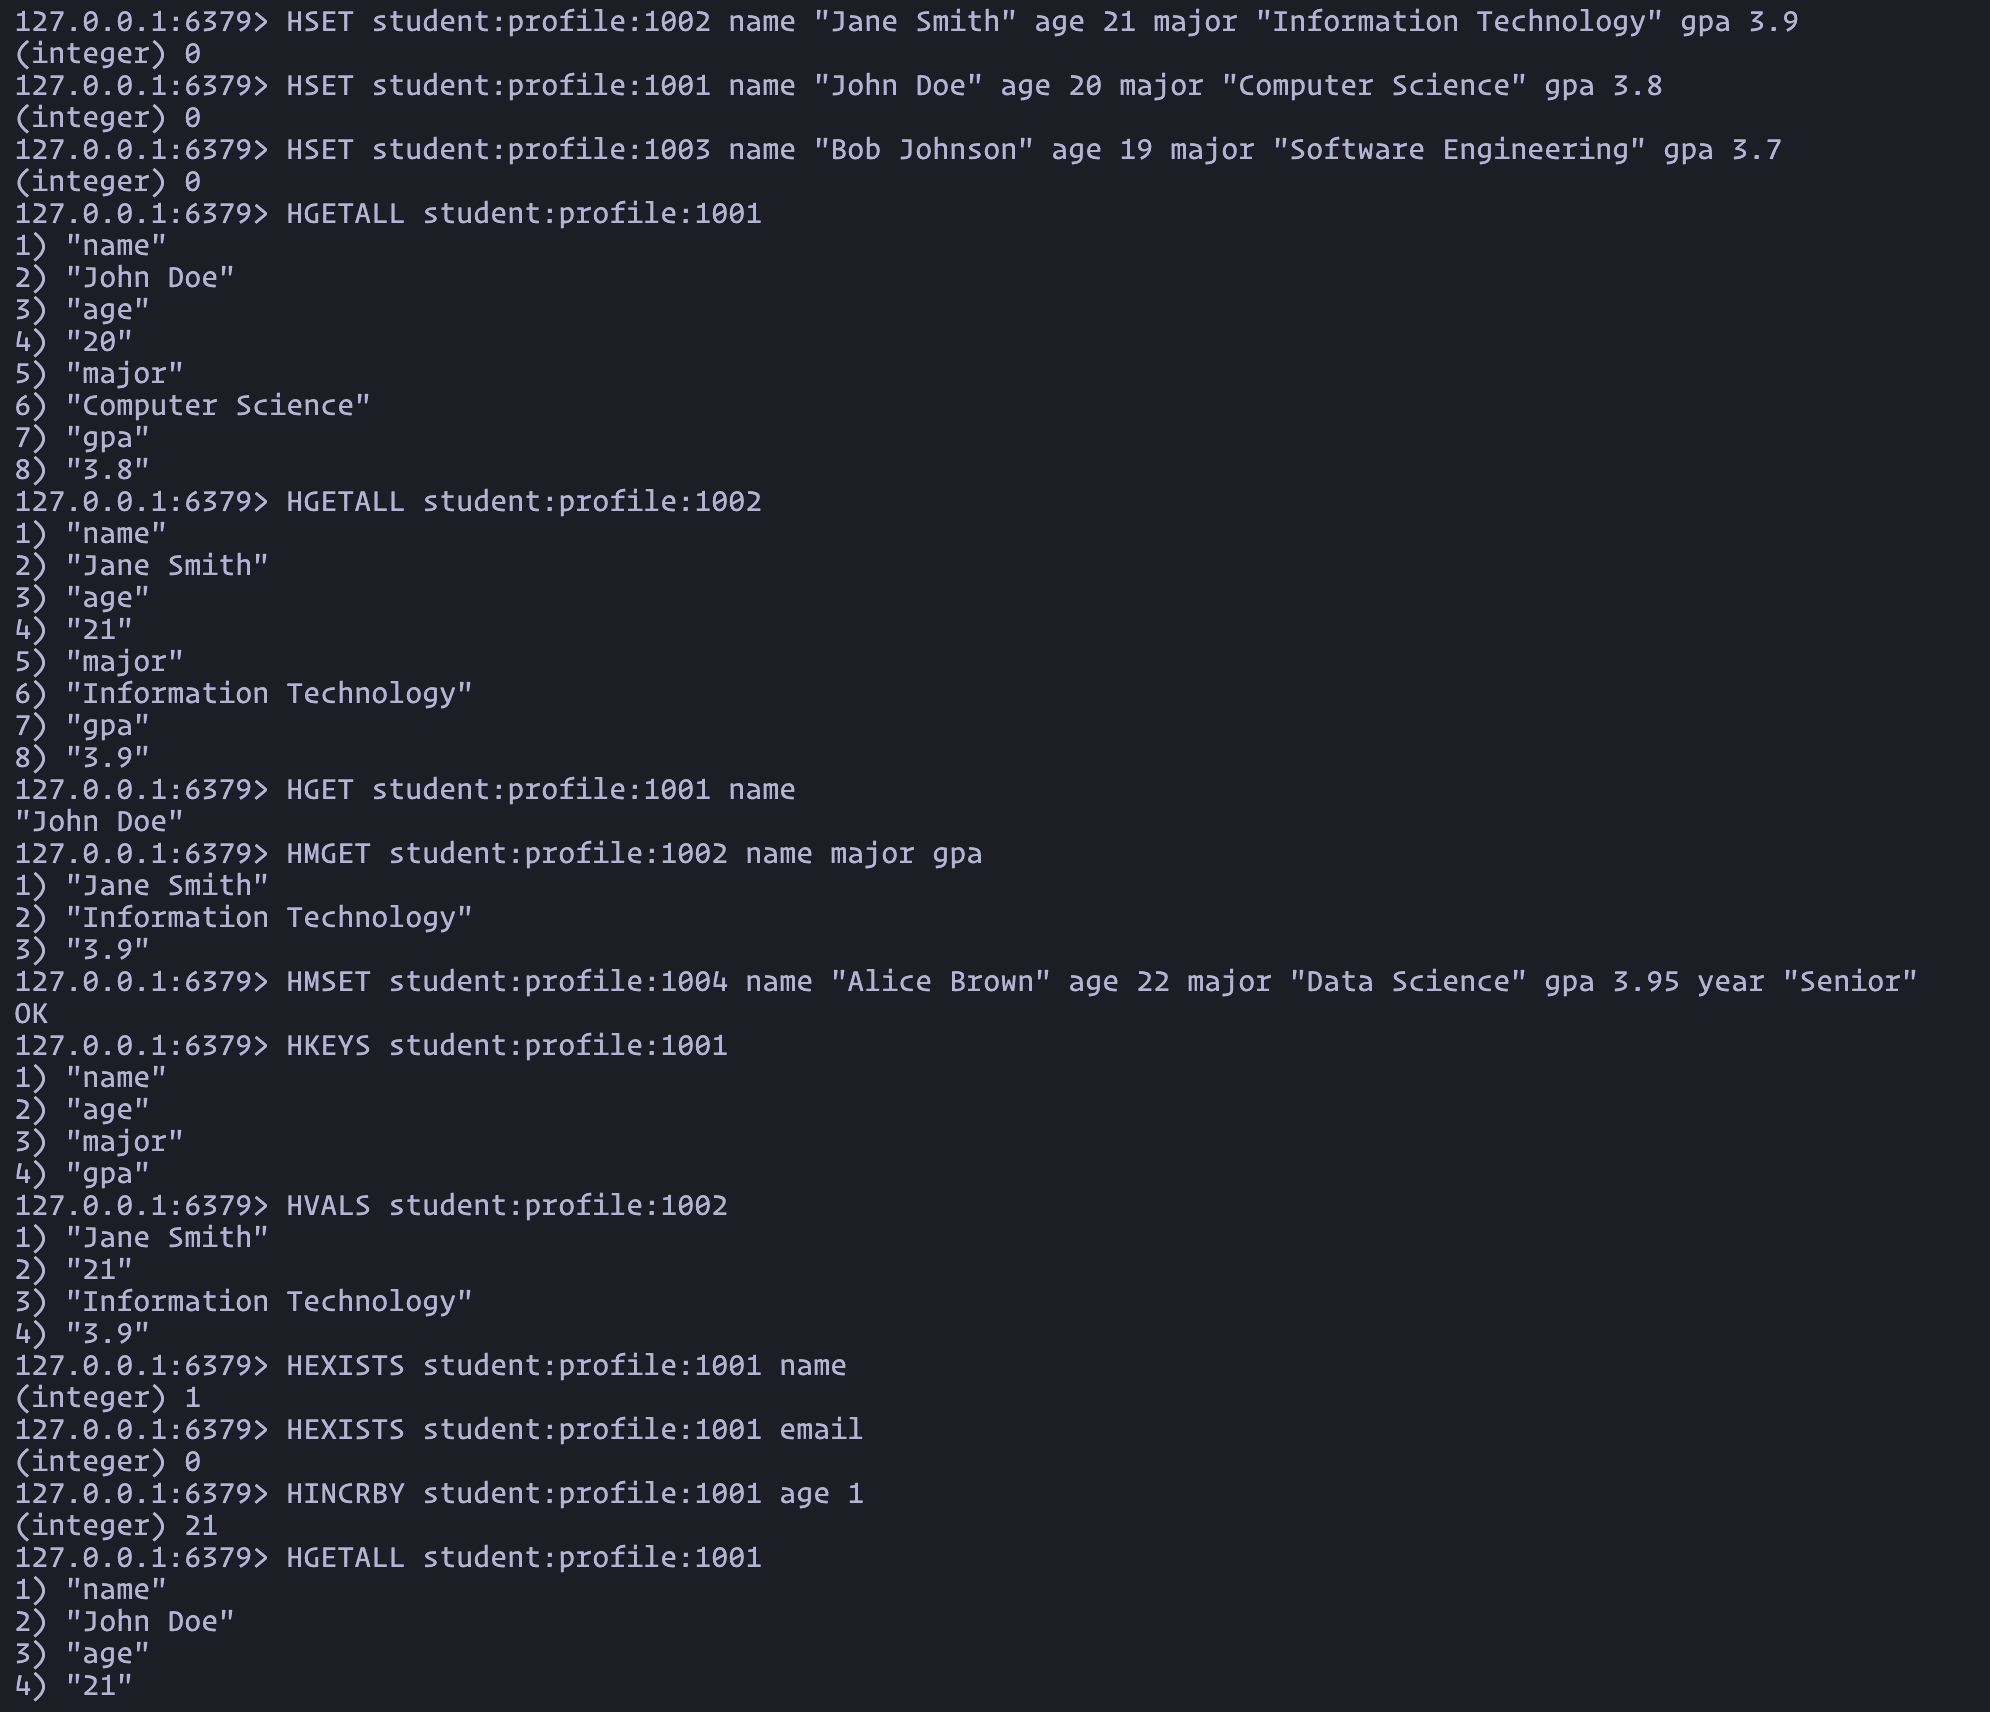 127.0.0.1:6379> HSET student:profile:1002 name "Jane Smith" age 21 major "Information Technology" gpa 3.9
(integer) 0
127.0.0.1:6379> HSET student:profile:1001 name "John Doe" age 20 major "Computer Science" gpa 3.8
(integer) 0
127.0.0.1:6379> HSET student:profile:1003 name "Bob Johnson" age 19 major "Software Engineering" gpa 3.7
(integer) 0
127.0.0.1:6379> HGETALL student:profile:1001
1) "name"
2) "John Doe"
3) "age"
4) "20"
5) "major"
6) "Computer Science"
7) "gpa"
8) "3.8"
127.0.0.1:6379> HGETALL student:profile:1002
1) "name"
2) "Jane Smith"
3) "age"
4) "21"
5) "major"
6) "Information Technology"
7) "gpa"
8) "3.9"
127.0.0.1:6379> HGET student:profile:1001 name
"John Doe"
127.0.0.1:6379> HMGET student:profile:1002 name major gpa
1) "Jane Smith"
2) "Information Technology"
3) "3.9"
127.0.0.1:6379> HMSET student:profile:1004 name "Alice Brown" age 22 major "Data Science" gpa 3.95 year "Senior"
OK
127.0.0.1:6379> HKEYS student:profile:1001
1) "name"
2) "age"
3) "major"
4) "gpa"
127.0.0.1:6379> HVALS student:profile:1002
1) "Jane Smith"
2) "21"
3) "Information Technology"
4) "3.9"
127.0.0.1:6379> HEXISTS student:profile:1001 name
(integer) 1
127.0.0.1:6379> HEXISTS student:profile:1001 email
(integer) 0
127.0.0.1:6379> HINCRBY student:profile:1001 age 1
(integer) 21
127.0.0.1:6379> HGETALL student:profile:1001
1) "name"
2) "John Doe"
3) "age"
4) "21"